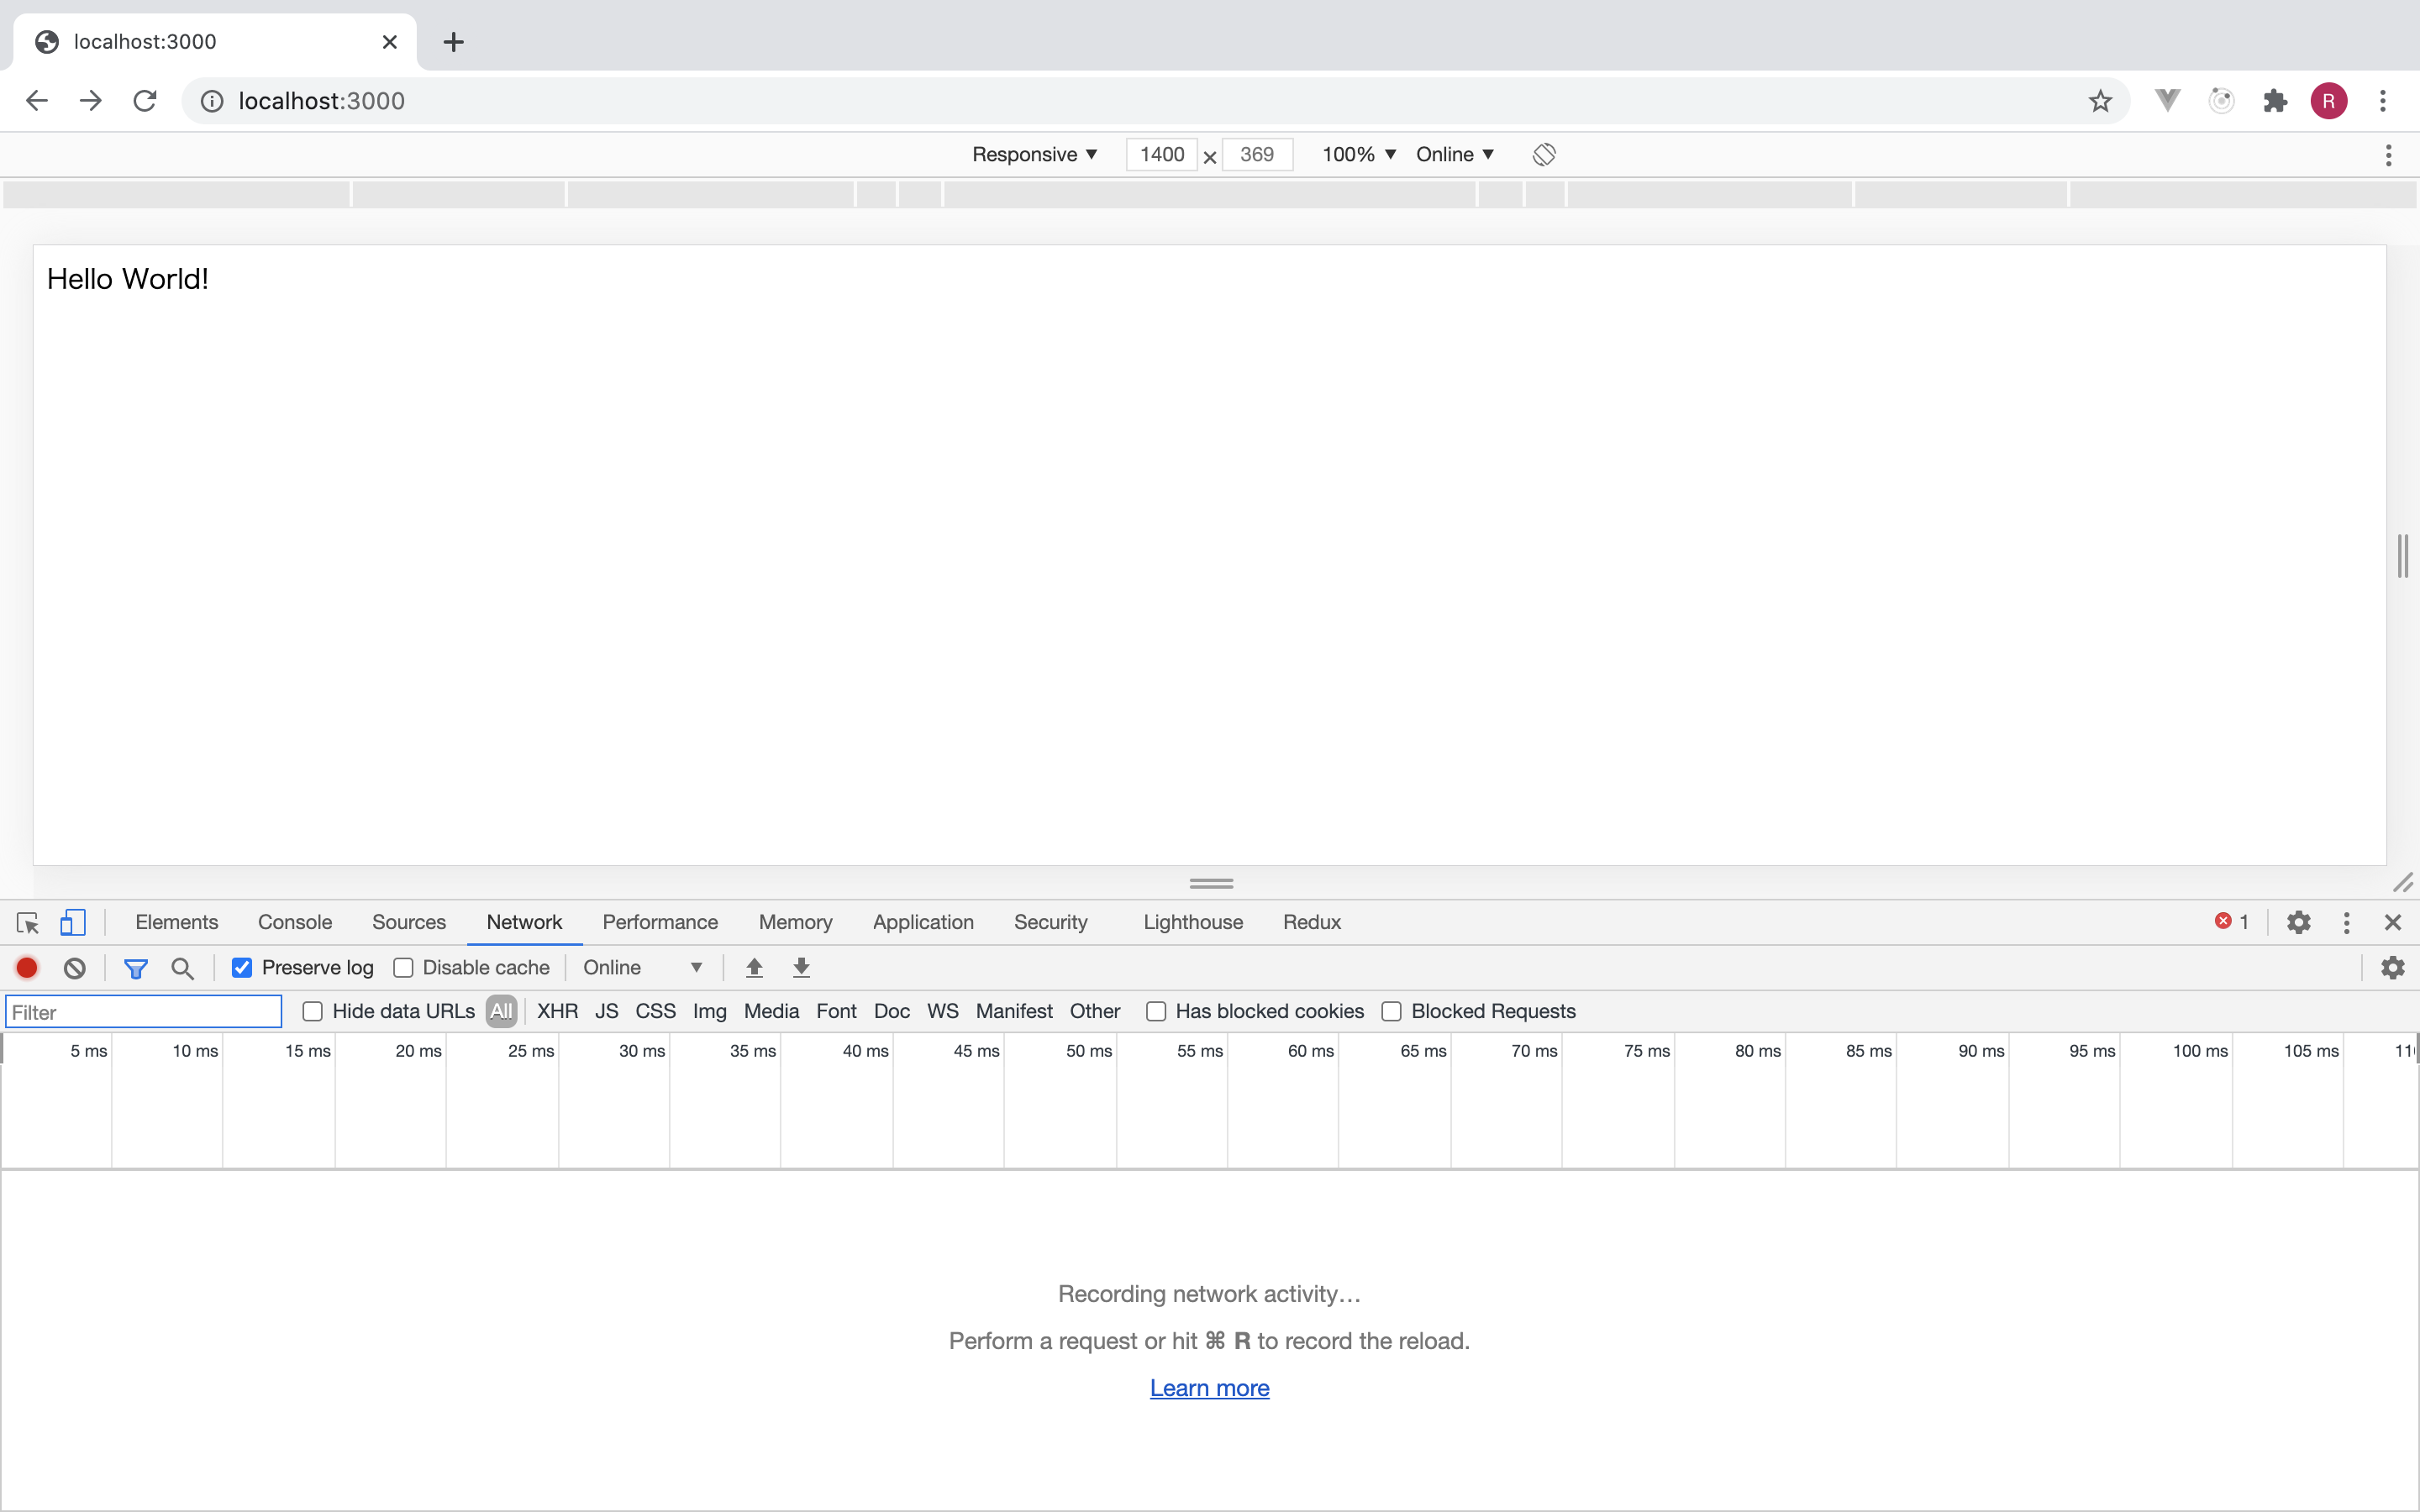 localhost:3000
localhost:3000
R
Responsive ▼ 1400 × 369 100% ▼ Online ▼
Hello World!
Elements Console Sources Network Performance Memory Application Security Lighthouse Redux 1
Preserve log Disable cache Online ▼
Filter Hide data URLs All XHR JS CSS Img Media Font Doc WS Manifest Other Has blocked cookies Blocked Requests
5 ms 10 ms 15 ms 20 ms 25 ms 30 ms 35 ms 40 ms 45 ms 50 ms 55 ms 60 ms 65 ms 70 ms 75 ms 80 ms 85 ms 90 ms 95 ms 100 ms 105 ms
Recording network activity…
Perform a request or hit ⌘ R to record the reload.
Learn more